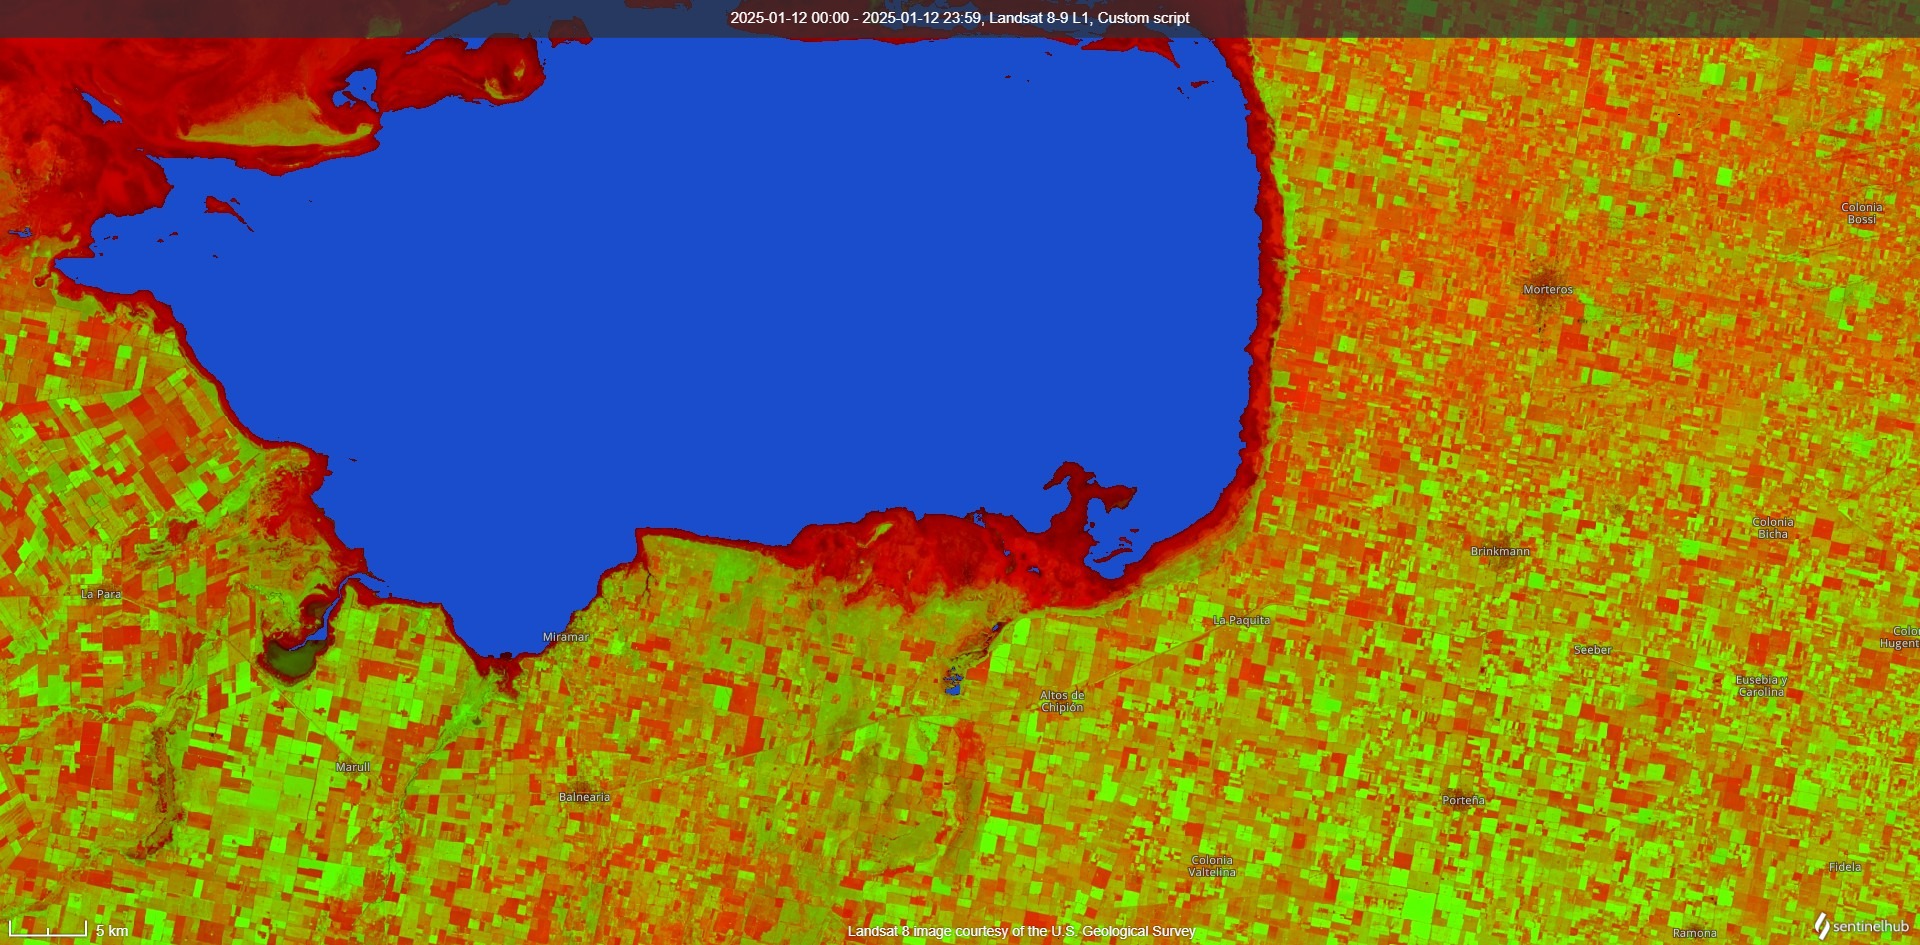 2025-01-12 00:00 - 2025-01-12 23:59, Landsat 8-9 L1, Custom script
Colonia
Bossi
Morteros
Colonia
Bicha
Brinkmann
La Para
La Paquita
Miramar
Colon
Hugent
Seeber
Eusebia y
Carolina
Altos de
Chipión
Marull
Balnearia
Porteña
Colonia
Valtelina
Fidela
5 km
Landsat 8 image courtesy of the U.S. Geological Survey
Ramona
sentinelhub